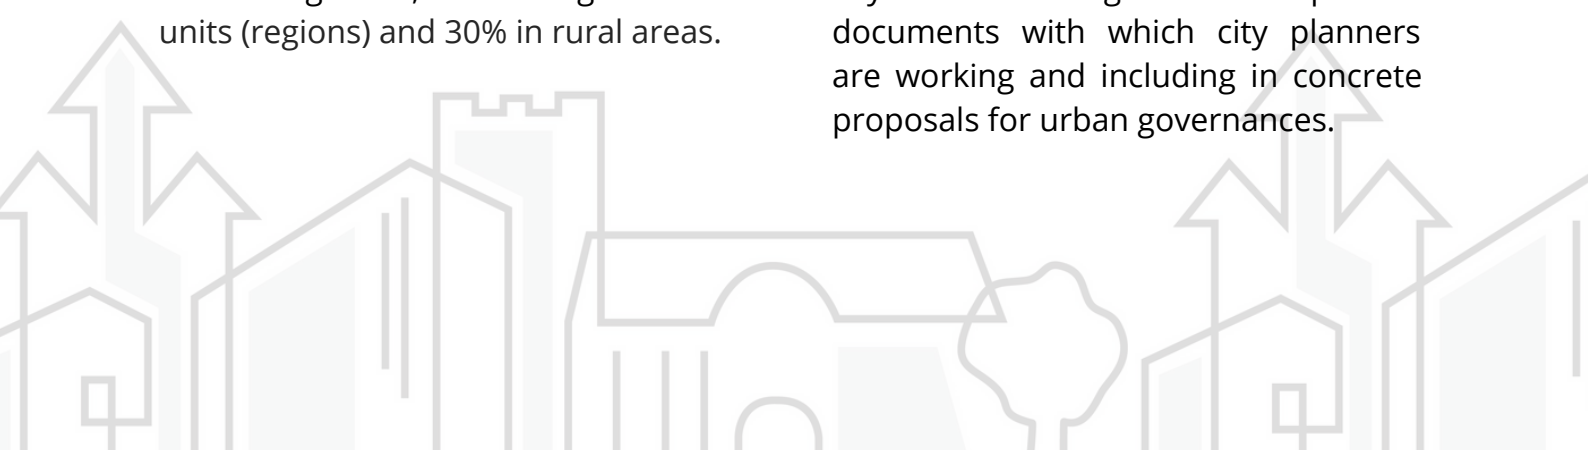 units (regions) and 30% in rural areas.
documents with which city planners
are working and including in concrete
proposals for urban governances.